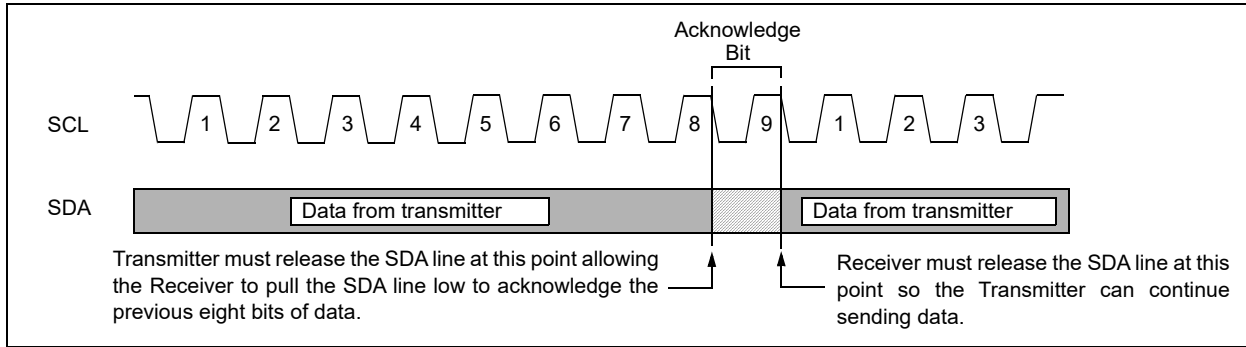 Acknowledge
Bit
SCL
1 2 3 4 5 6 7 8 9 1 2 3
SDA
Data from transmitter Data from transmitter
Transmitter must release the SDA line at this point allowing
the Receiver to pull the SDA line low to acknowledge the
previous eight bits of data.
Receiver must release the SDA line at this
point so the Transmitter can continue
sending data.